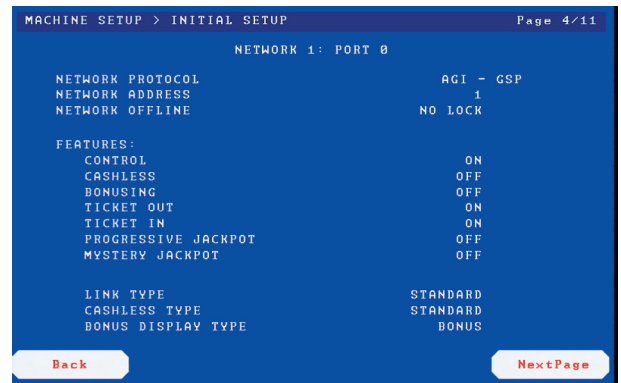 MACHINE SETUP > INITIAL SETUP Page 4/11
NETWORK 1: PORT 0
NETWORK PROTOCOL AGI - GSP
NETWORK ADDRESS 1
NETWORK OFFLINE NO LOCK
FEATURES:
CONTROL ON
CASHLESS OFF
BONUSING OFF
TICKET OUT ON
TICKET IN ON
PROGRESSIVE JACKPOT OFF
MYSTERY JACKPOT OFF
LINK TYPE STANDARD
CASHLESS TYPE STANDARD
BONUS DISPLAY TYPE BONUS
Back NextPage